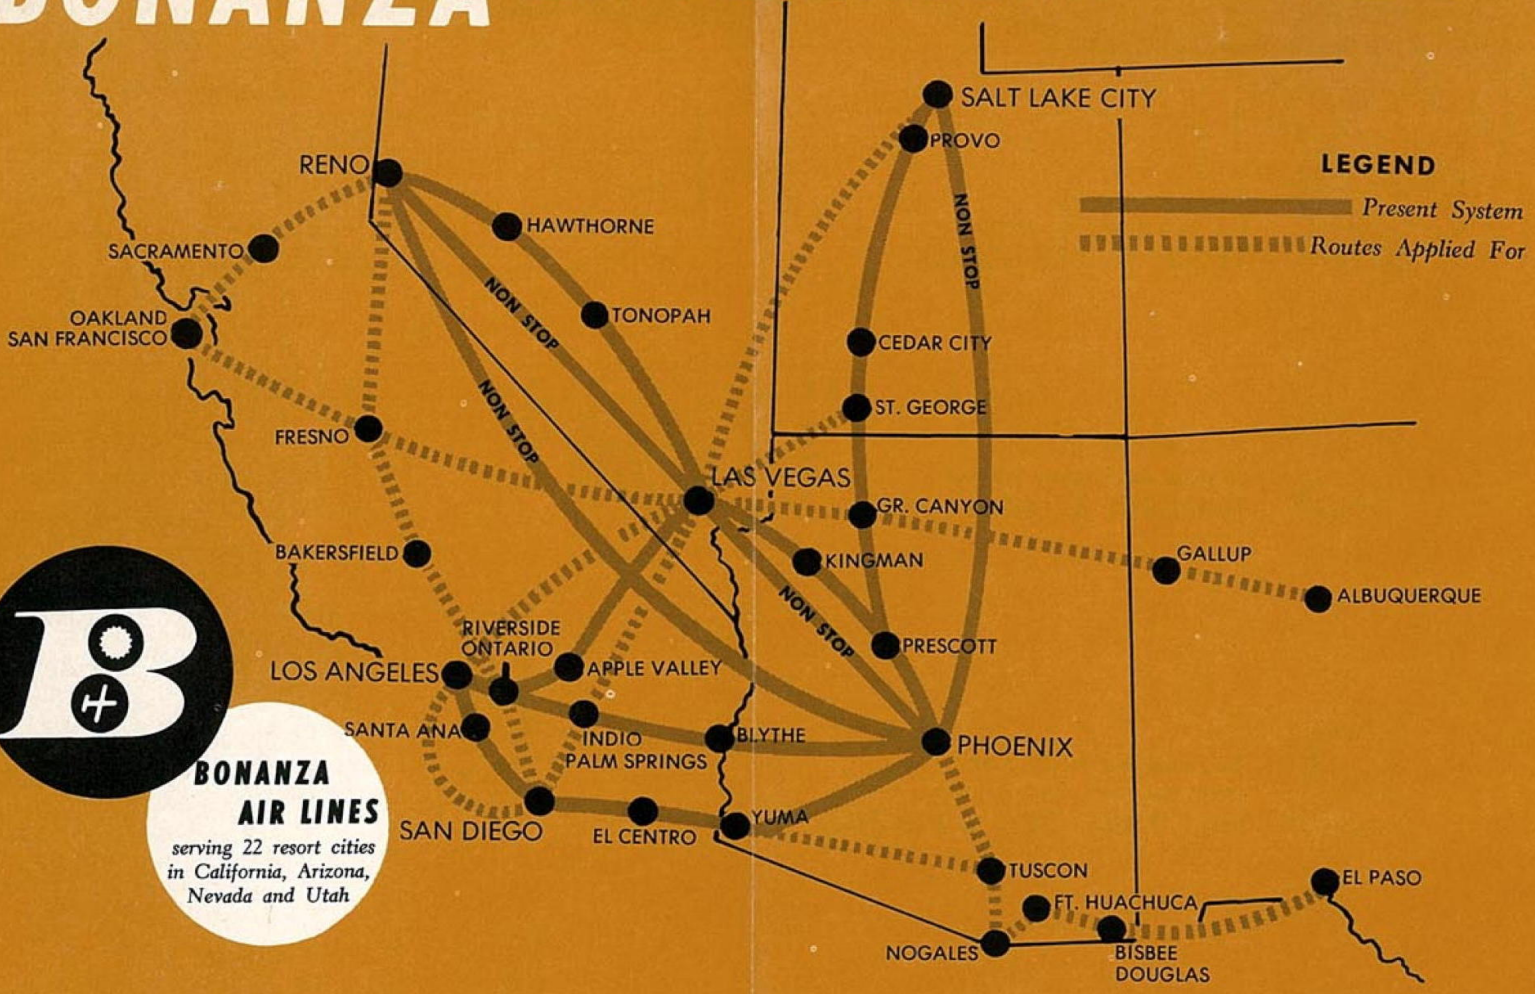 BONANZA
SALT LAKE CITY
PROVO
LEGEND
Present System
Routes Applied For
RENO
HAWTHORNE
SACRAMENTO
NON STOP
NON STOP
OAKLAND
SAN FRANCISCO
TONOPAH
CEDAR CITY
NON STOP
ST. GEORGE
FRESNO
LAS VEGAS
GR. CANYON
BAKERSFIELD
KINGMAN
GALLUP
ALBUQUERQUE
NON STOP
RIVERSIDE
ONTARIO
PRESCOTT
LOS ANGELES
APPLE VALLEY
SANTA ANA
INDIO
PALM SPRINGS
BLYTHE
PHOENIX
B
BONANZA
AIR LINES
serving 22 resort cities
in California, Arizona,
Nevada and Utah
SAN DIEGO
EL CENTRO
YUMA
TUSCON
EL PASO
FT. HUACHUCA
NOGALES
BISBEE
DOUGLAS